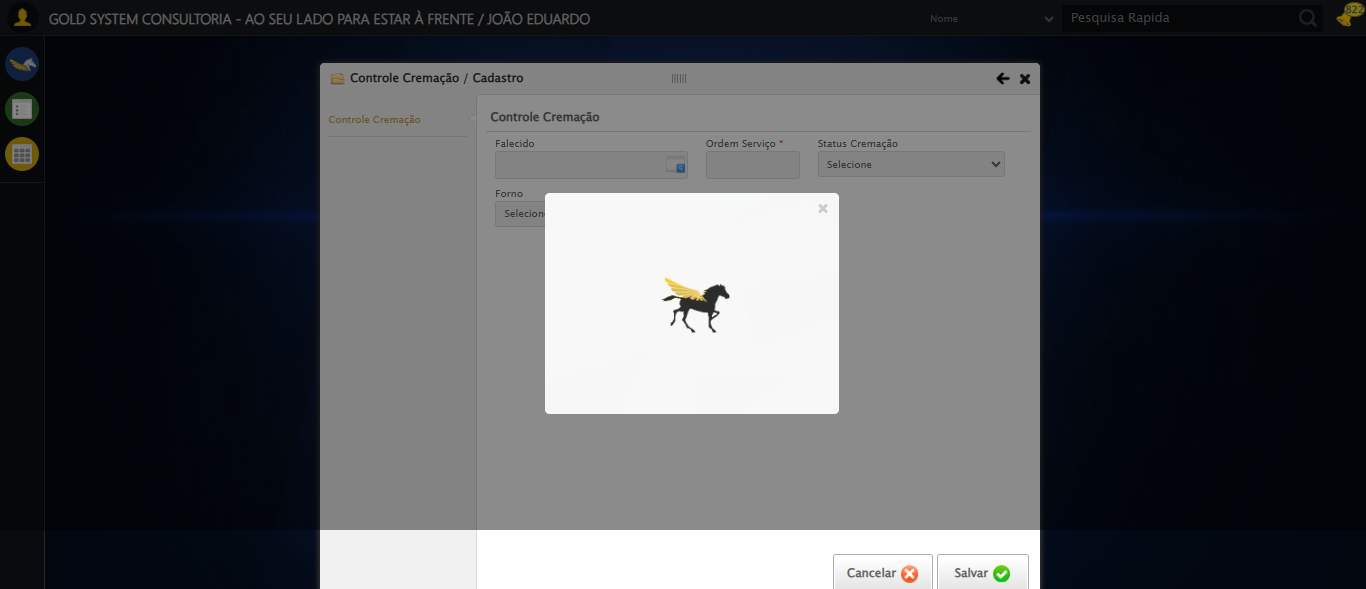 GOLD SYSTEM CONSULTORIA - AO SEU LADO PARA ESTAR À FRENTE / JOÃO EDUARDO
Nome
Pesquisa Rapida
822
Controle Cremação / Cadastro
Controle Cremação
Controle Cremação
Falecido
Ordem Serviço *
Status Cremação
Selecione
Forno
Cancelar
Salvar